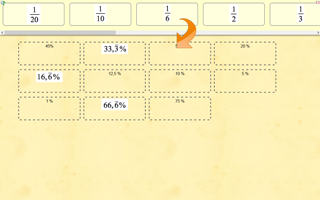 1/20 1/10 1/6 1/2 1/3
45% 33,3̄% 20 %
16,6̄% 12,5 % 10 % 5 %
1 % 66,6̄% 75 %